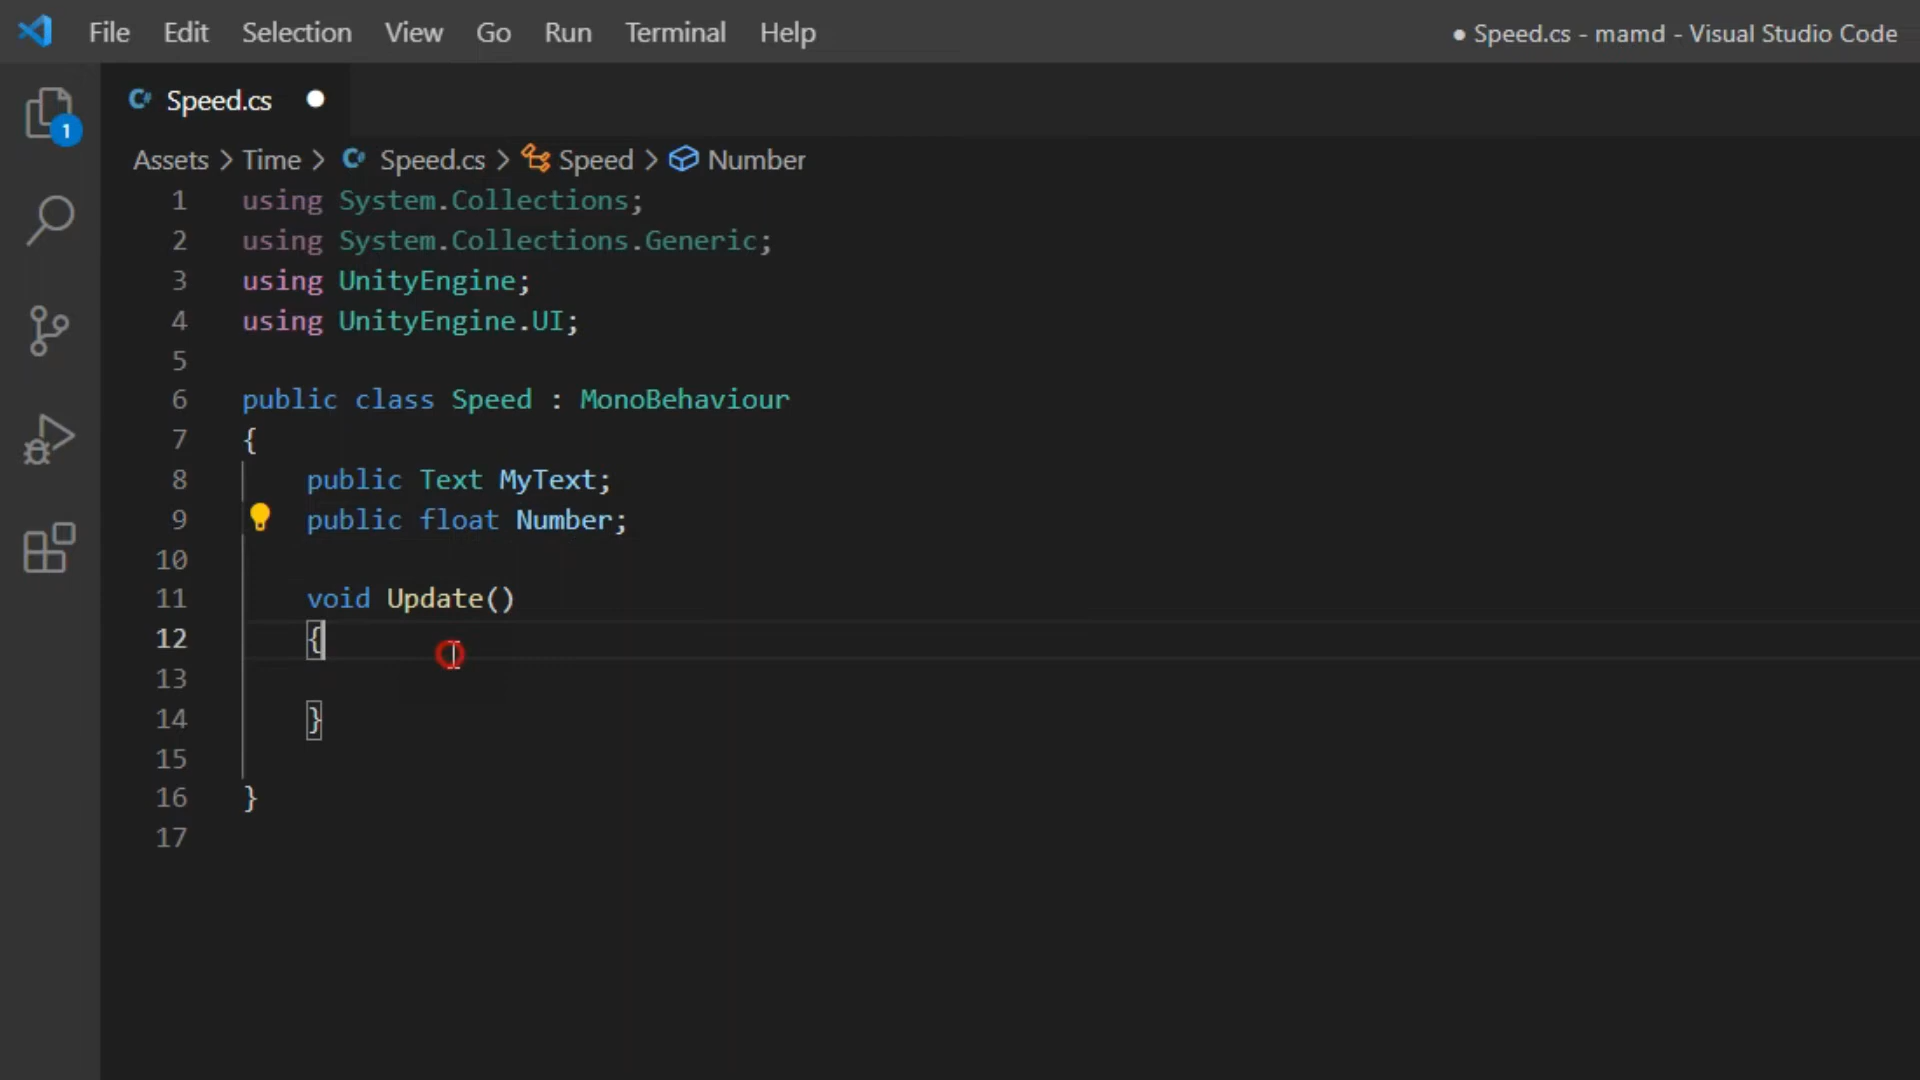 File Edit Selection View Go Run Terminal Help ● Speed.cs - mamd - Visual Studio Code
C# Speed.cs ●
1
Assets > Time > C# Speed.cs > Speed > Number
1 using System.Collections;
2 using System.Collections.Generic;
3 using UnityEngine;
4 using UnityEngine.UI;
5
6 public class Speed : MonoBehaviour
7 {
8 public Text MyText;
9 public float Number;
10
11 void Update()
12 {
13
14 }
15
16 }
17